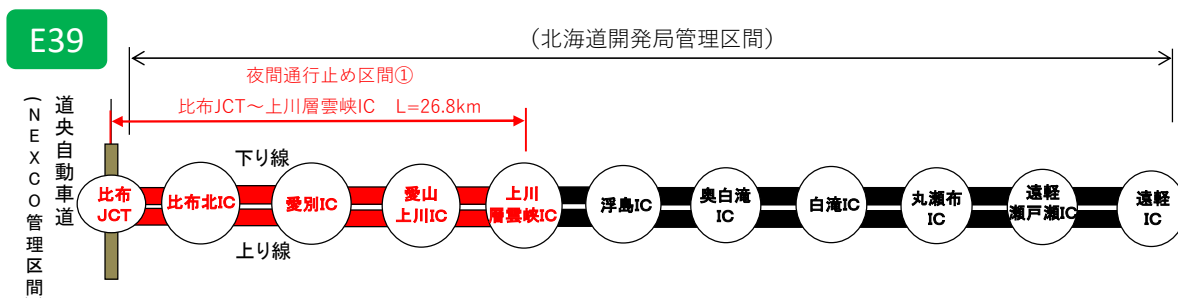 E39
(北海道開発局管理区間)
夜間通行止め区間①
比布JCT～上川層雲峡IC L=26.8km
道央自動車道
(NEXCO管理区間
下り線
比布
JCT
比布北IC
愛別IC
愛山
上川IC
上川
層雲峡IC
浮島IC
奥白滝
IC
白滝IC
丸瀬布
IC
遠軽
瀬戸瀬IC
遠軽
IC
上り線